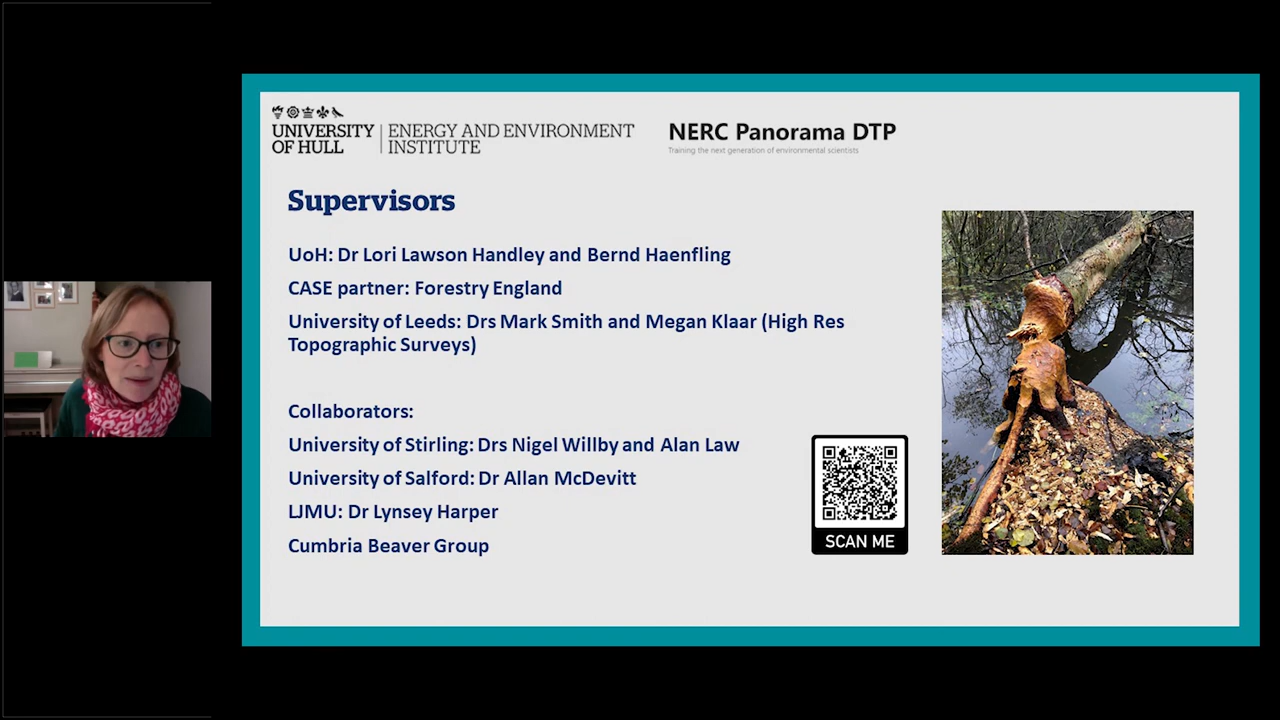 UNIVERSITY
OF HULL
ENERGY AND ENVIRONMENT
INSTITUTE
NERC Panorama DTP
Training the next generation of environmental scientists
Supervisors
UoH: Dr Lori Lawson Handley and Bernd Haenfling
CASE partner: Forestry England
University of Leeds: Drs Mark Smith and Megan Klaar (High Res
Topographic Surveys)
Collaborators:
University of Stirling: Drs Nigel Willby and Alan Law
University of Salford: Dr Allan McDevitt
LJMU: Dr Lynsey Harper
Cumbria Beaver Group
SCAN ME